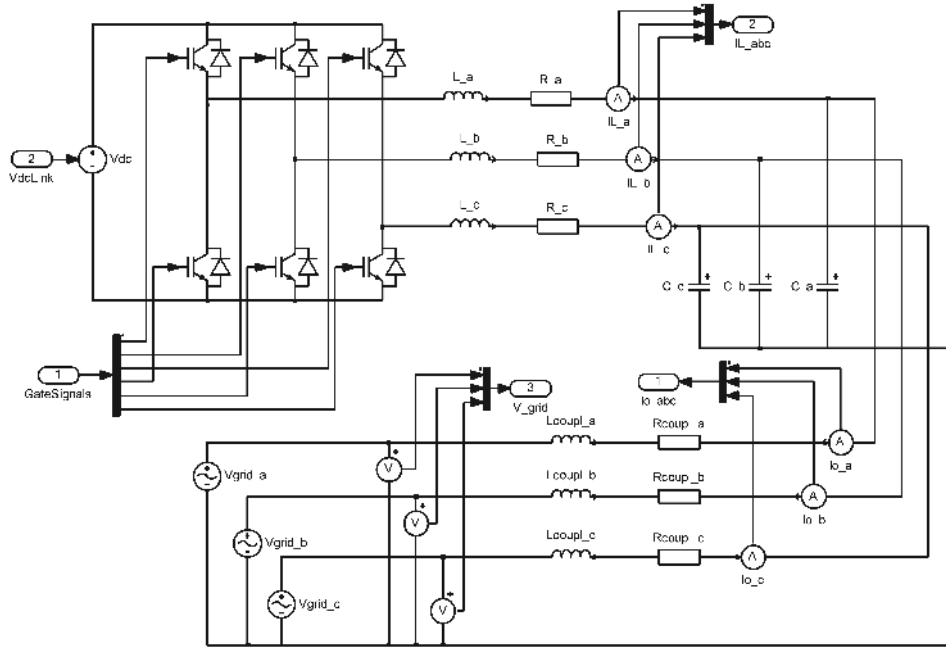 2
IL_abc
L_a
R_a
A
IL_a
L_b
R_b
A
IL_b
2
VdcLink
Vdc
L_c
R_c
A
IL_c
C_c
C_b
C_a
1
GateSignals
3
V_grid
1
Io_abc
Lcoupl_a
Rcoup_a
A
Io_a
Vgrid_a
V
Lcoupl_b
Rcoup_b
A
Io_b
Vgrid_b
V
Lcoupl_c
Rcoup_c
A
Io_c
Vgrid_c
V